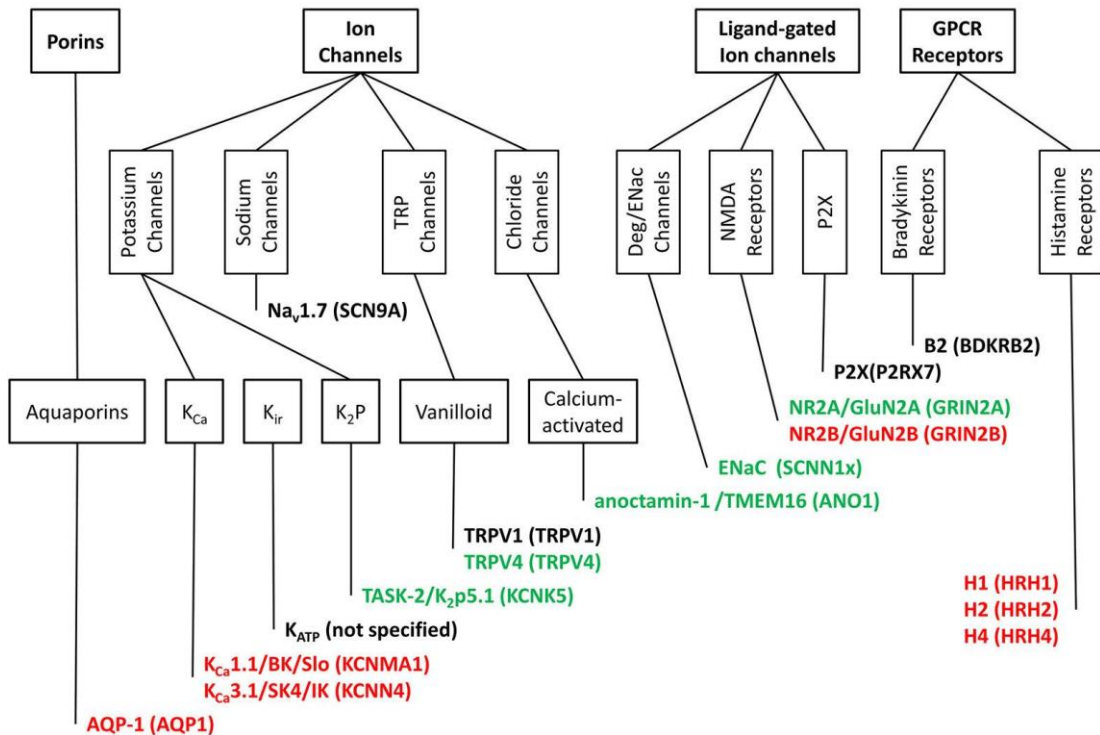 Porins
Ion
Channels
Ligand-gated
Ion channels
GPCR
Receptors
Potassium
Channels
Sodium
Channels
TRP
Channels
Chloride
Channels
Deg/ENac
Channels
NMDA
Receptors
P2X
Bradykinin
Receptors
Histamine
Receptors
Nav1.7 (SCN9A)
B2 (BDKRB2)
P2X(P2RX7)
Aquaporins
KCa
Kir
K2P
Vanilloid
Calcium-
activated
NR2A/GluN2A (GRIN2A)
NR2B/GluN2B (GRIN2B)
ENaC (SCNN1x)
anoctamin-1 /TMEM16 (ANO1)
TRPV1 (TRPV1)
TRPV4 (TRPV4)
TASK-2/K2p5.1 (KCNK5)
H1 (HRH1)
H2 (HRH2)
H4 (HRH4)
KATP (not specified)
KCa1.1/BK/Slo (KCNMA1)
KCa3.1/SK4/IK (KCNN4)
AQP-1 (AQP1)